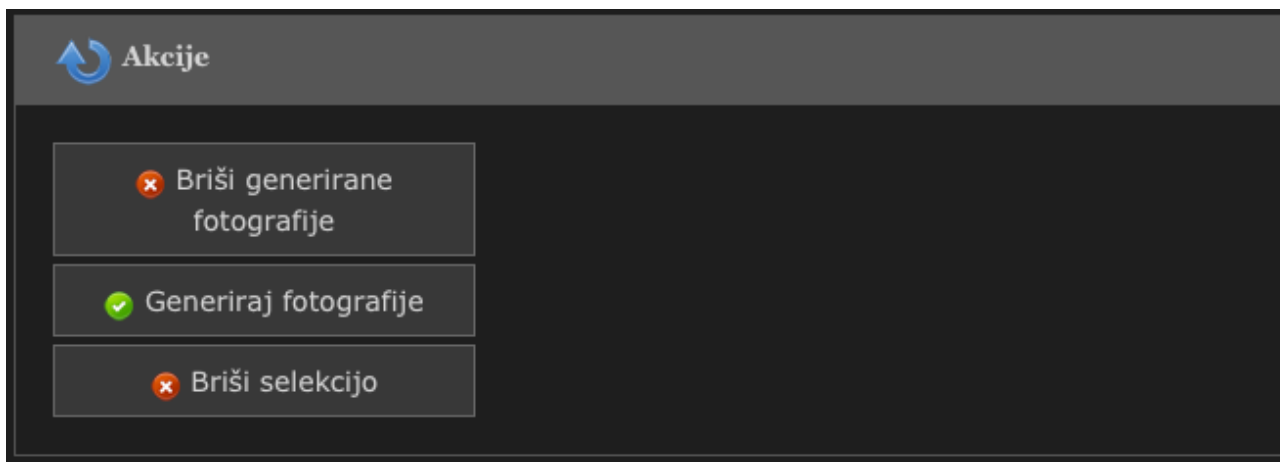 Akcije
Briši generirane
fotografije
Generiraj fotografije
Briši selekcijo